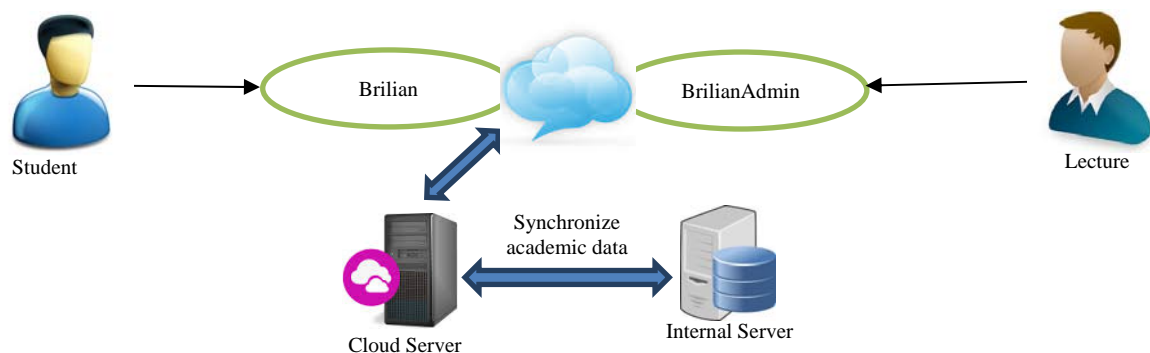 Brilian
BrilianAdmin
Student
Lecture
Synchronize
academic data
Cloud Server
Internal Server